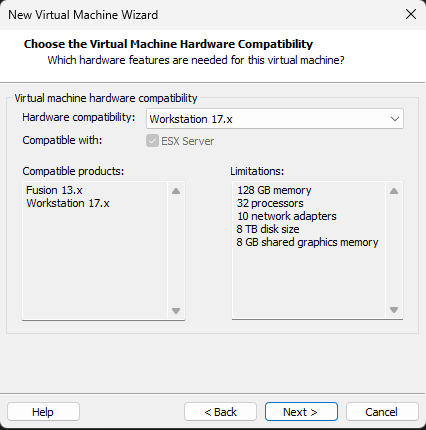 New Virtual Machine Wizard
Choose the Virtual Machine Hardware Compatibility
Which hardware features are needed for this virtual machine?
Virtual machine hardware compatibility
Hardware compatibility: Workstation 17.x
Compatible with: ESX Server
Compatible products:
Fusion 13.x
Workstation 17.x
Limitations:
128 GB memory
32 processors
10 network adapters
8 TB disk size
8 GB shared graphics memory
Help
< Back
Next >
Cancel